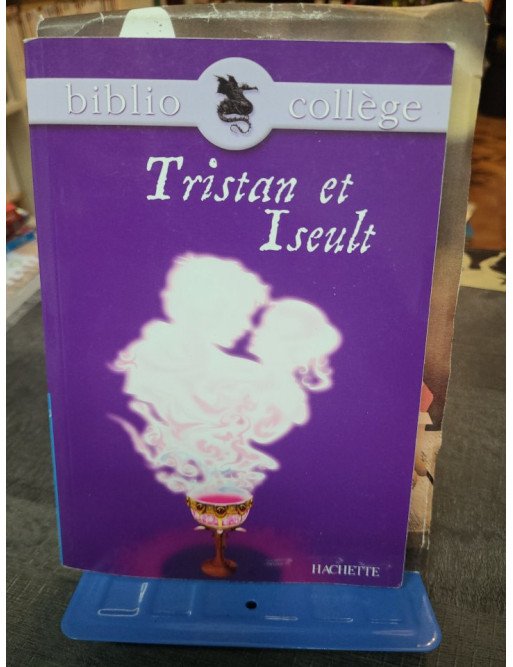 biblio collège
Tristan et
Iseult
HACHETTE